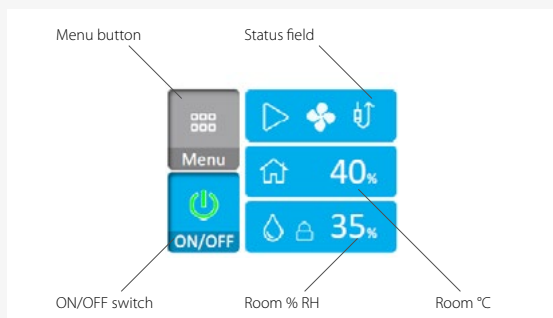 Menu button
Status field
Menu
40%
ON/OFF
35%
ON/OFF switch
Room % RH
Room °C